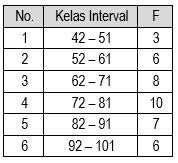 No. Kelas Interval F
1 42 – 51 3
2 52 – 61 6
3 62 – 71 8
4 72 – 81 10
5 82 – 91 7
6 92 – 101 6